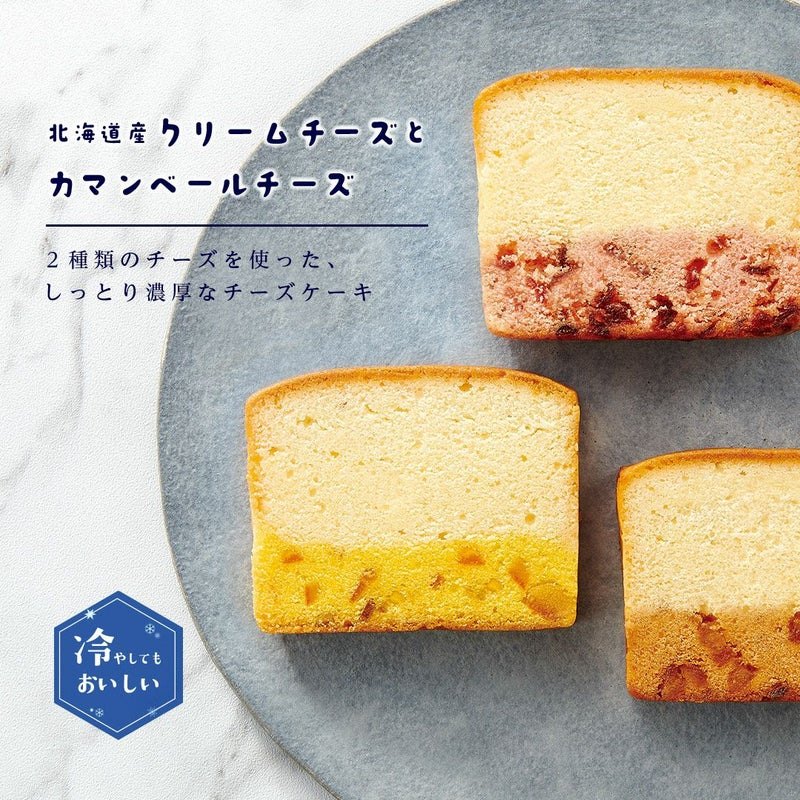 北海道産クリームチーズと
カマンベールチーズ
2種類のチーズを使った、
しっとり濃厚なチーズケーキ
冷やしても
おいしい